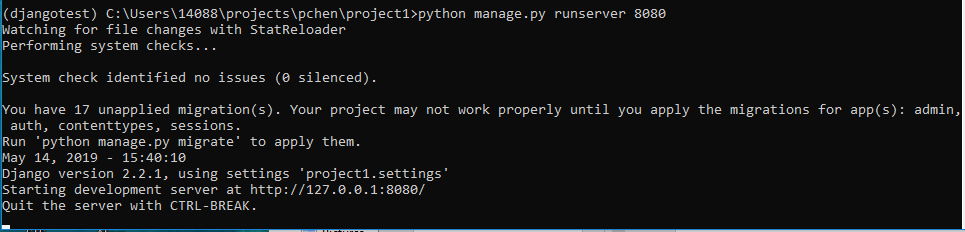 (djangotest) C:\Users\14088\projects\pchen\project1>python manage.py runserver 8080
Watching for file changes with StatReloader
Performing system checks...
System check identified no issues (0 silenced).
You have 17 unapplied migration(s). Your project may not work properly until you apply the migrations for app(s): admin,
auth, contenttypes, sessions.
Run 'python manage.py migrate' to apply them.
May 14, 2019 - 15:40:10
Django version 2.2.1, using settings 'project1.settings'
Starting development server at http://127.0.0.1:8080/
Quit the server with CTRL-BREAK.